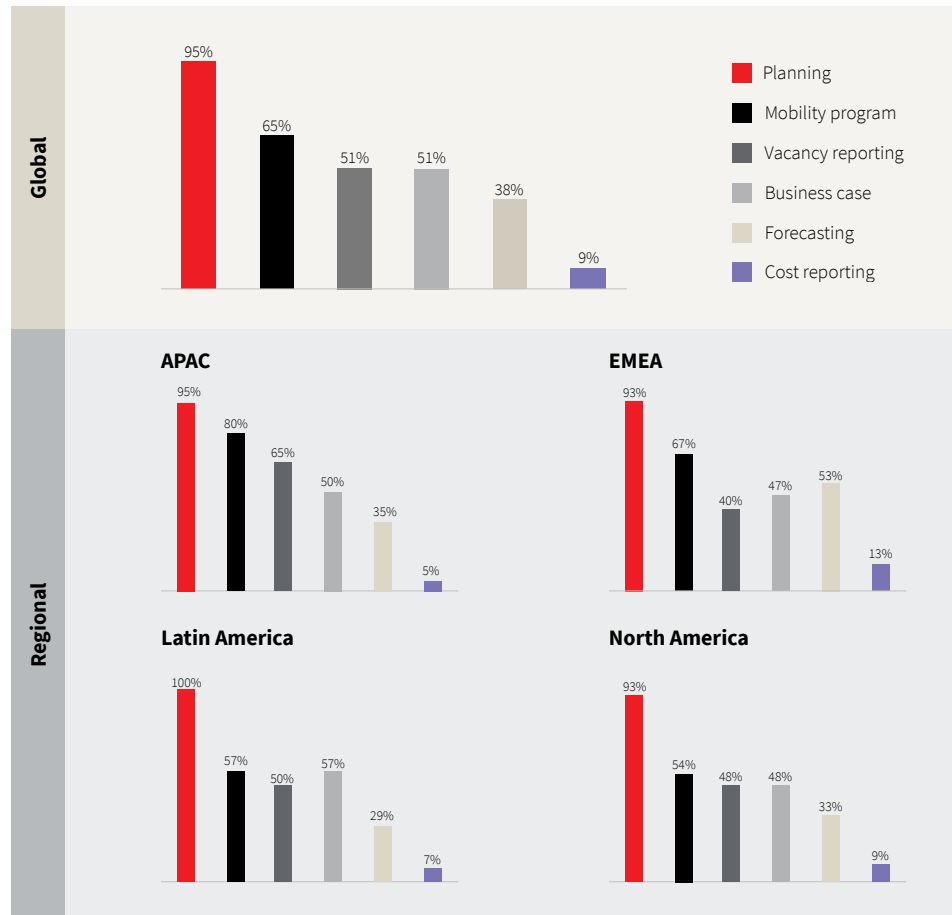 Global
95%
65%
51%
51%
38%
9%
Planning
Mobility program
Vacancy reporting
Business case
Forecasting
Cost reporting
Regional
APAC
95%
80%
65%
50%
35%
5%
EMEA
93%
67%
40%
47%
53%
13%
Latin America
100%
57%
50%
57%
29%
7%
North America
93%
54%
48%
48%
33%
9%